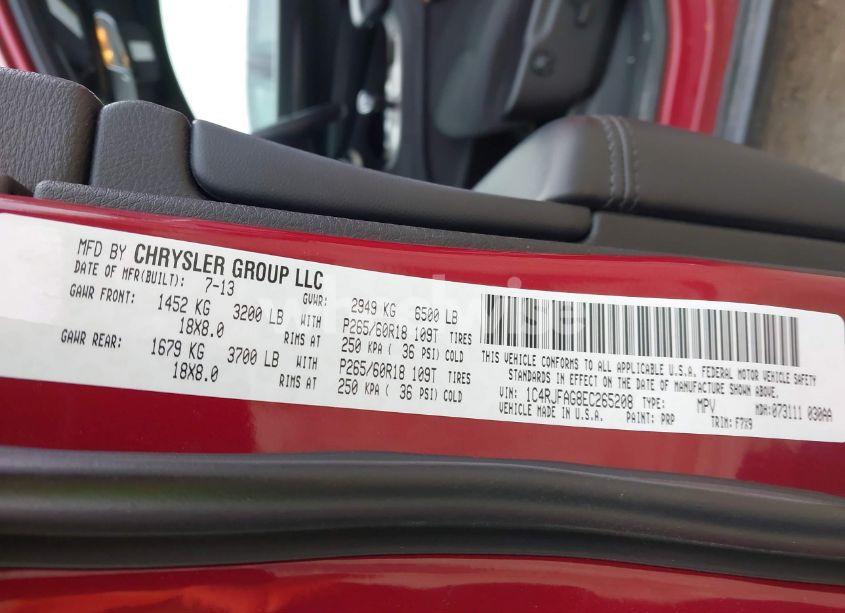 MFD BY CHRYSLER GROUP LLC
DATE OF MFR(BUILT): 7-13 GVWR: 2949 KG 6500 LB
GAWR FRONT: 1452 KG 3200 LB WITH P265/60R18 109T TIRES
18X8.0 RIMS AT 250 KPA ( 36 PSI) COLD
GAWR REAR: 1679 KG 3700 LB WITH P265/60R18 109T TIRES
18X8.0 RIMS AT 250 KPA ( 36 PSI) COLD
THIS VEHICLE CONFORMS TO ALL APPLICABLE U.S.A. FEDERAL MOTOR VEHICLE SAFETY
STANDARDS IN EFFECT ON THE DATE OF MANUFACTURE SHOWN ABOVE.
VIN: 1C4RJFAG8EC265208 TYPE: MPV MDH: 073111 030AA
VEHICLE MADE IN U.S.A. PAINT: PRP TRIM: F7X9